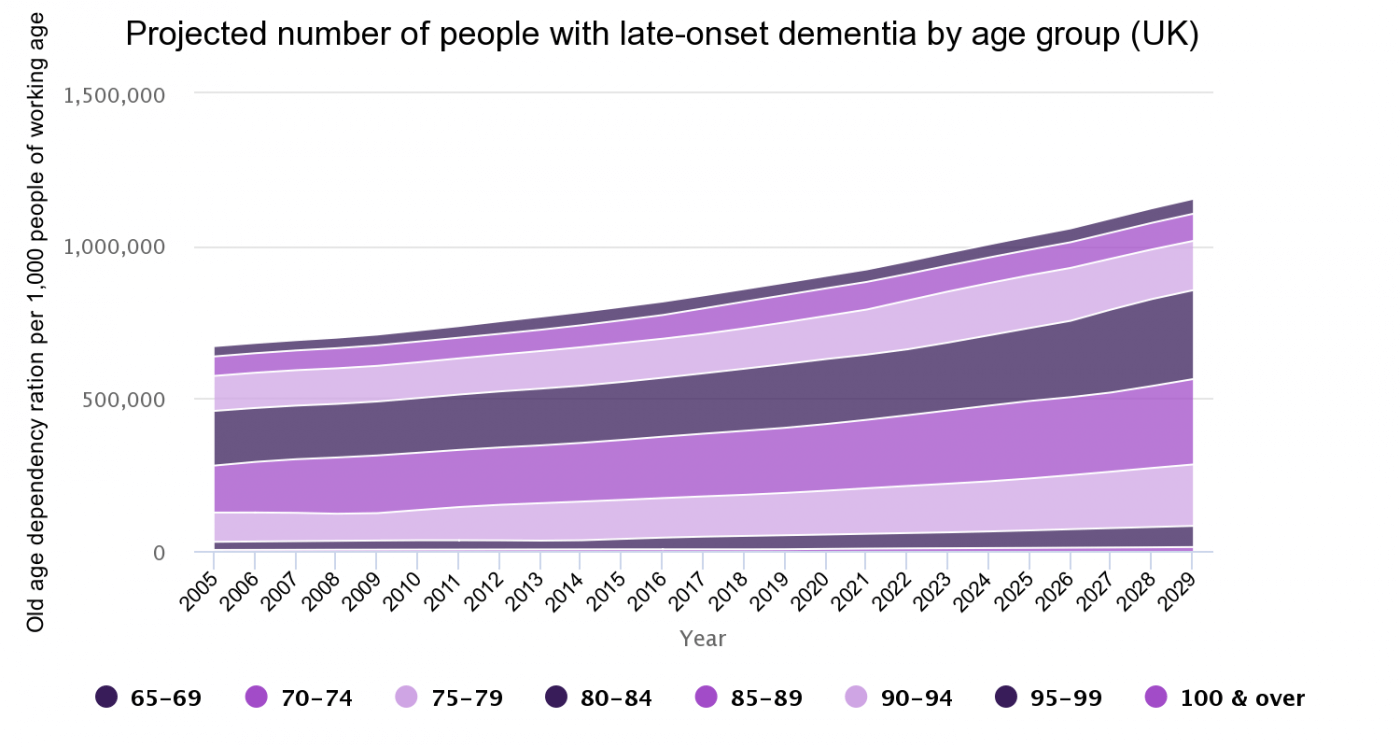 Projected number of people with late-onset dementia by age group (UK)
Old age dependency ration per 1,000 people of working age
1,500,000
1,000,000
500,000
0
2005 2006 2007 2008 2009 2010 2011 2012 2013 2014 2015 2016 2017 2018 2019 2020 2021 2022 2023 2024 2025 2026 2027 2028 2029
Year
65–69 70–74 75–79 80–84 85–89 90–94 95–99 100 & over